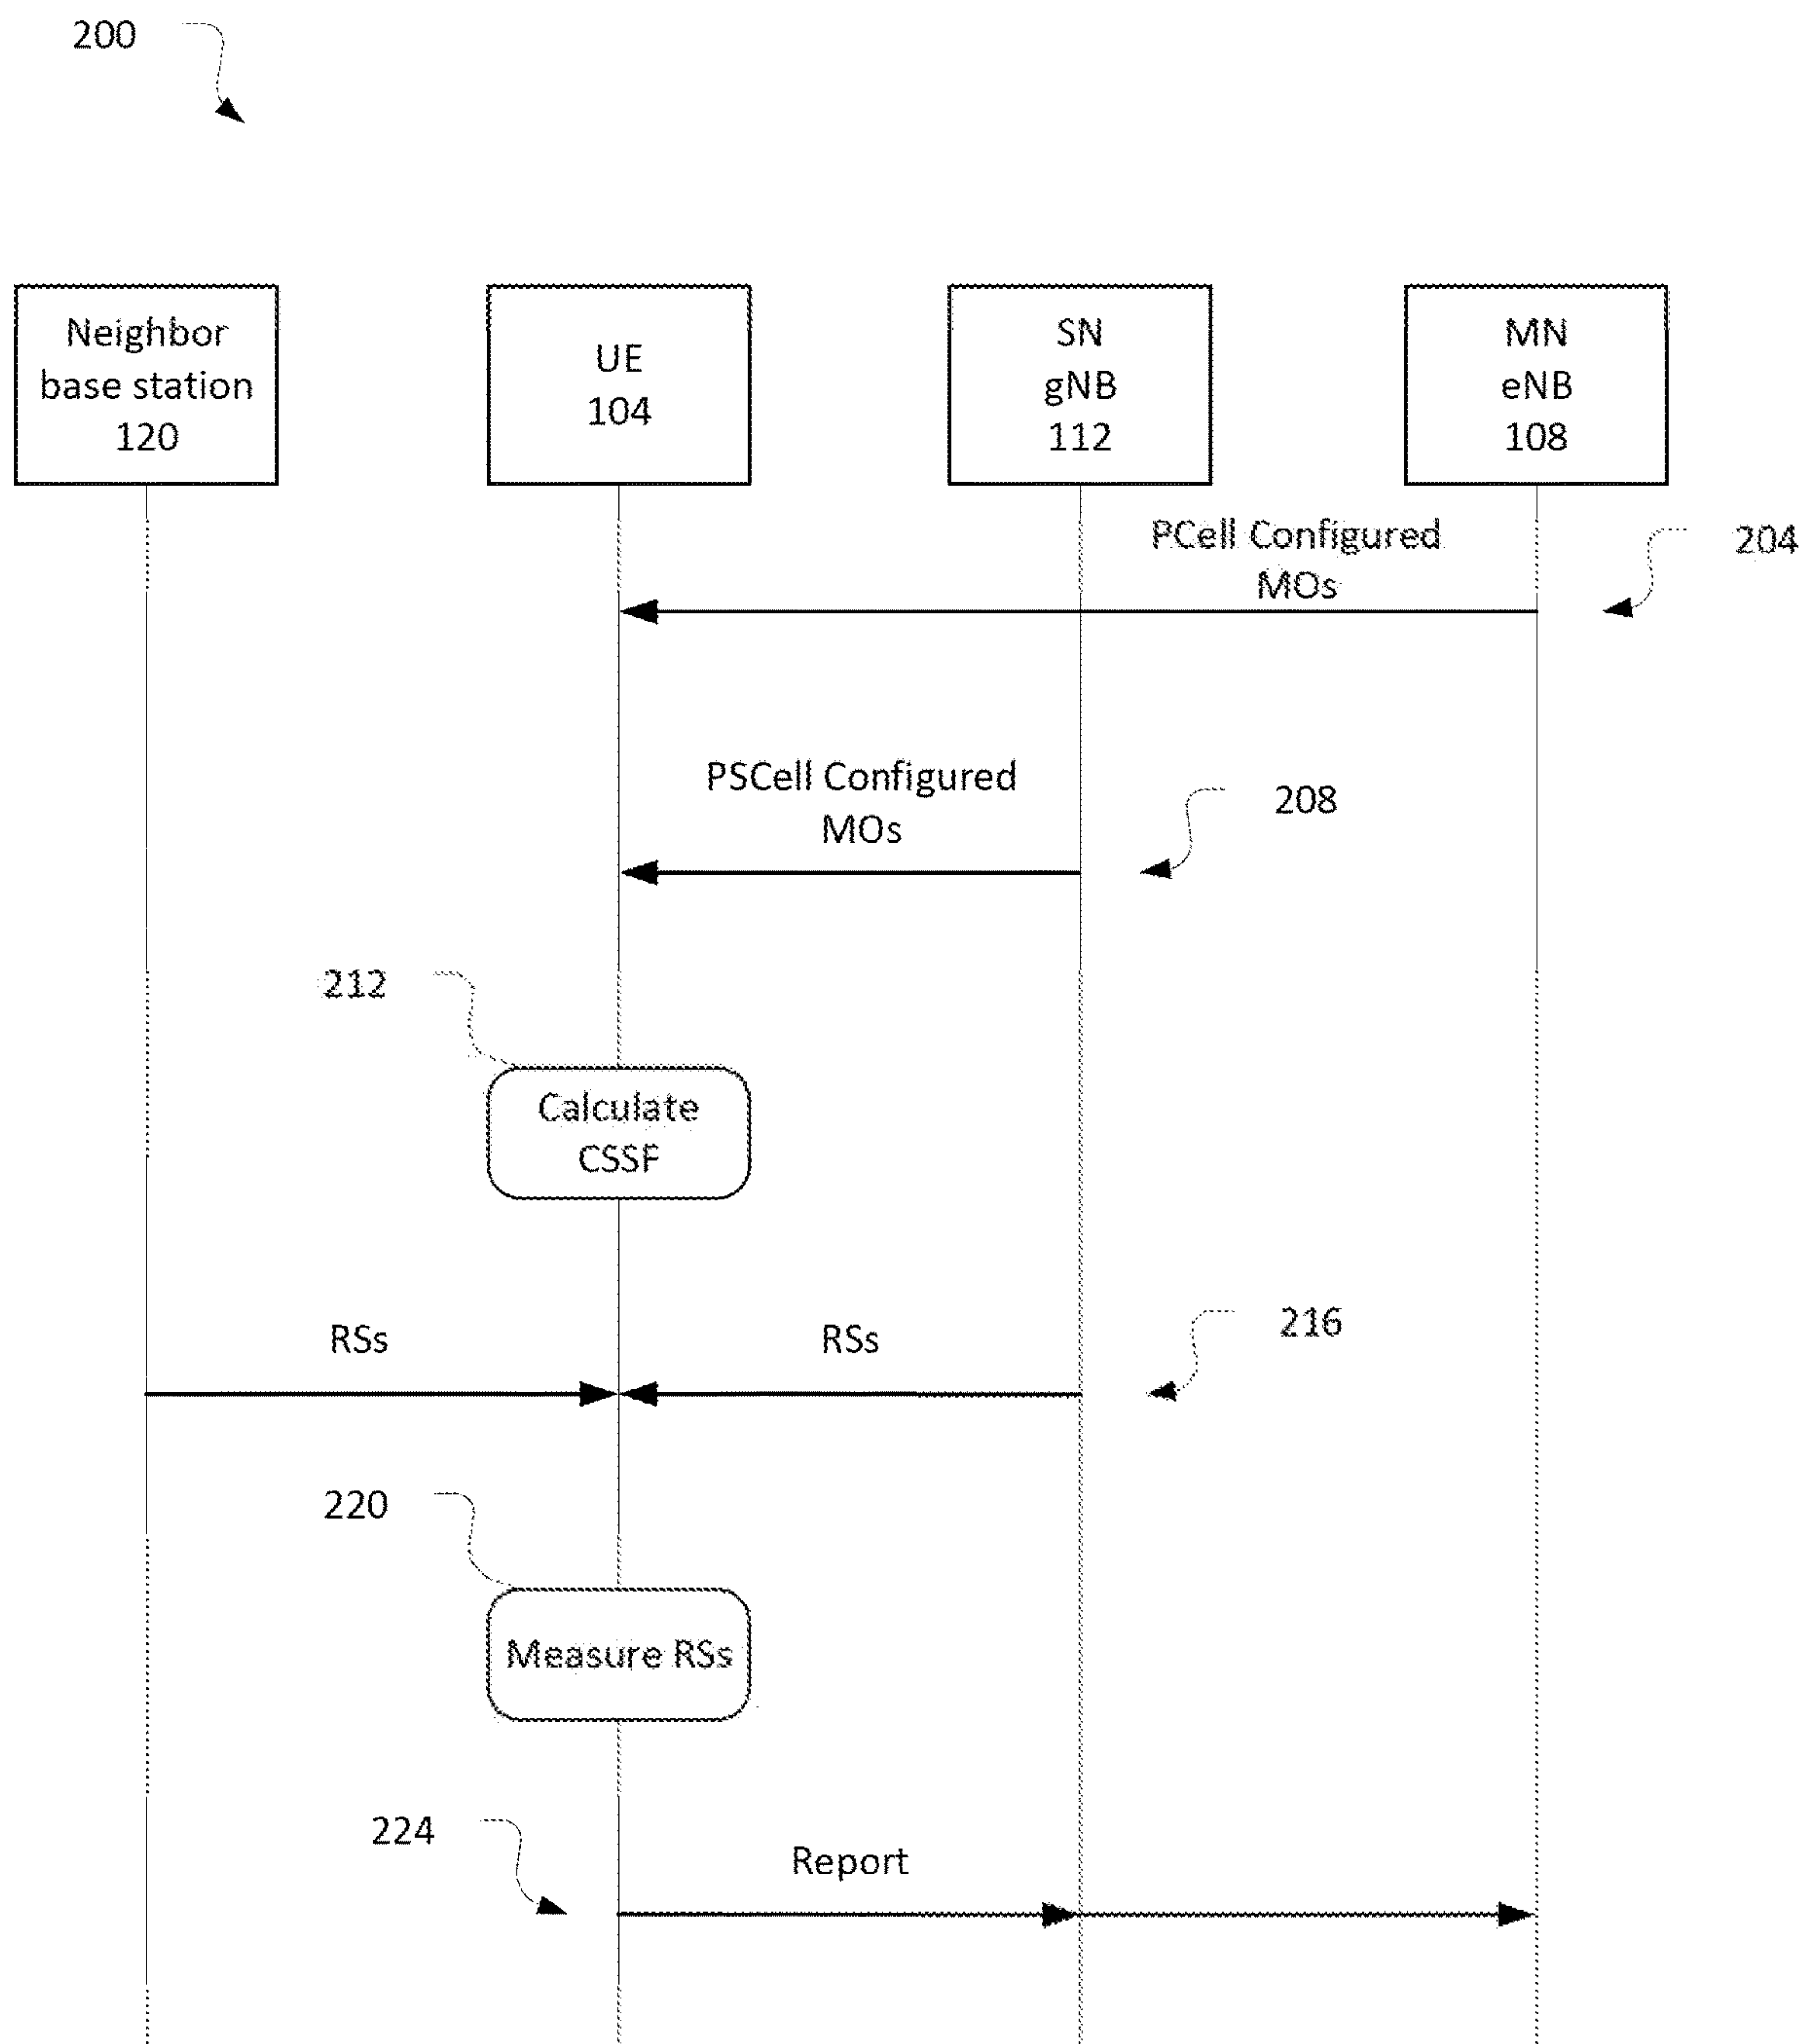 200
Neighbor
base station
120
UE
104
SN
gNB
112
MN
eNB
108
PCell Configured
MOs
204
PSCell Configured
MOs
208
212
Calculate
CSSF
RSs
RSs
216
220
Measure RSs
224
Report